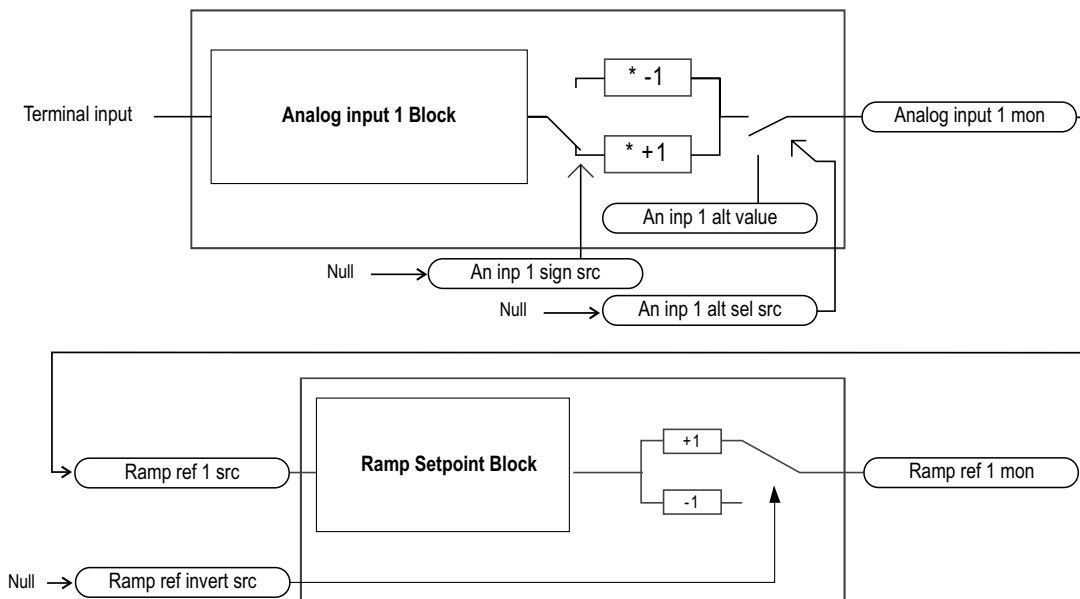 * -1
Terminal input
Analog input 1 Block
Analog input 1 mon
* +1
An inp 1 alt value
Null
An inp 1 sign src
Null
An inp 1 alt sel src
+1
Ramp ref 1 src
Ramp Setpoint Block
Ramp ref 1 mon
-1
Null
Ramp ref invert src